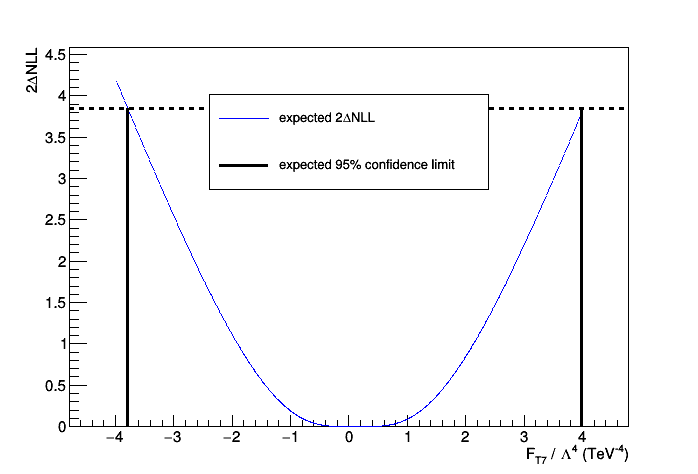 2ΔNLL
4.5
4
3.5
3
2.5
2
1.5
1
0.5
0
expected 2ΔNLL
expected 95% confidence limit
−4 −3 −2 −1 0 1 2 3 4
F_T7 / Λ^4 (TeV^-4)